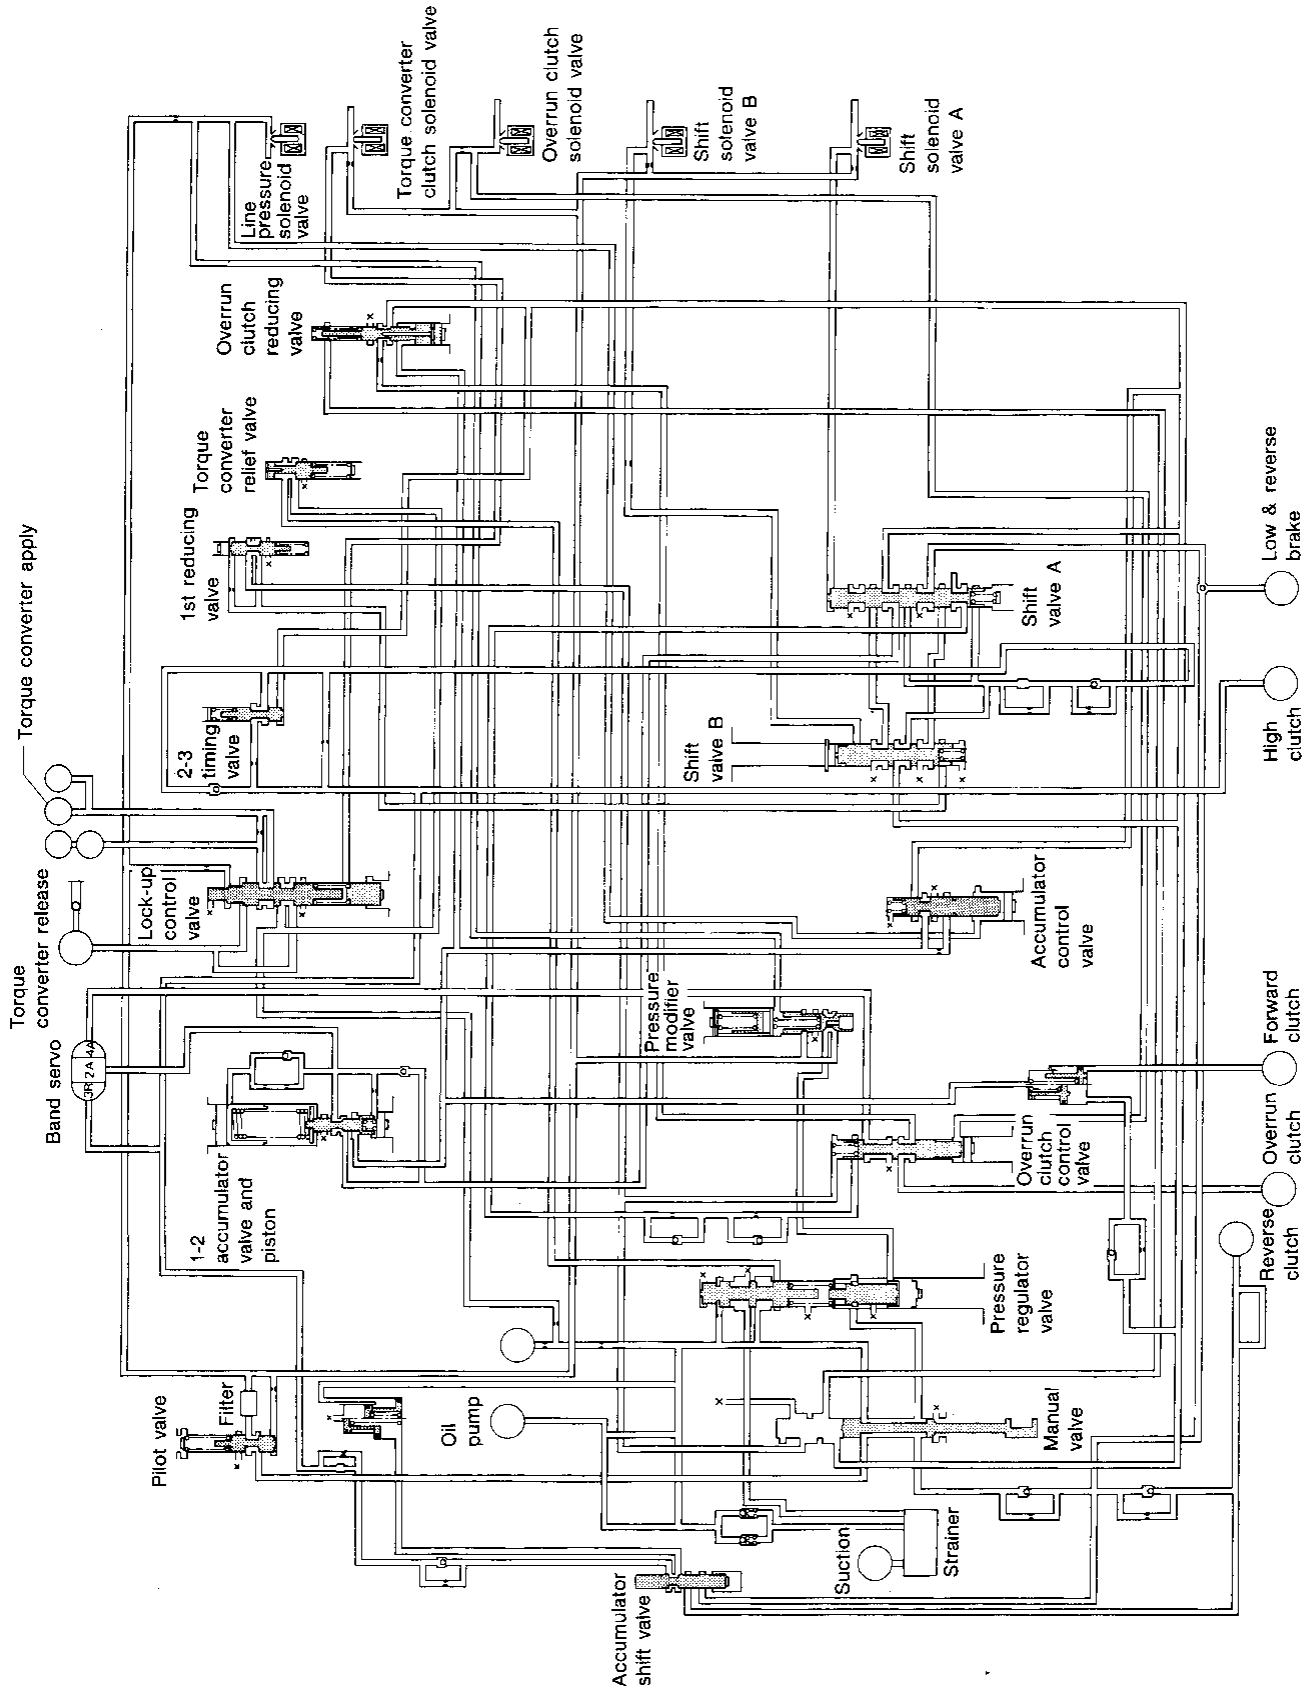 Torque converter apply
Torque
converter release
Band servo
3R
2A
4A
Line
pressure
solenoid
valve
Torque converter
clutch solenoid valve
Overrun clutch
solenoid valve
Shift
solenoid
valve B
Shift
solenoid
valve A
Overrun
clutch
reducing
valve
Torque
converter
relief valve
1st reducing
valve
2-3
timing
valve
Lock-up
control
valve
Shift
valve A
Shift
valve B
Low & reverse
brake
High
clutch
Accumulator
control
valve
Pressure
modifier
valve
1-2
accumulator
valve and
piston
Overrun
clutch
control
valve
Forward
clutch
Overrun
clutch
Reverse
clutch
Pressure
regulator
valve
Pilot valve
Filter
Oil
pump
Manual
valve
Suction
Strainer
Accumulator
shift valve